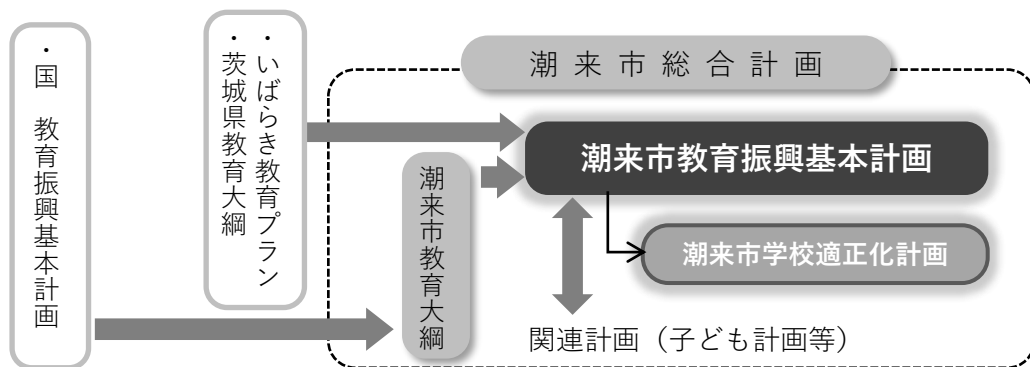 ・国 教育振興基本計画
・いばらき教育プラン
・茨城県教育大綱
潮来市総合計画
潮来市教育振興基本計画
潮来市教育大綱
潮来市学校適正化計画
関連計画（子ども計画等）